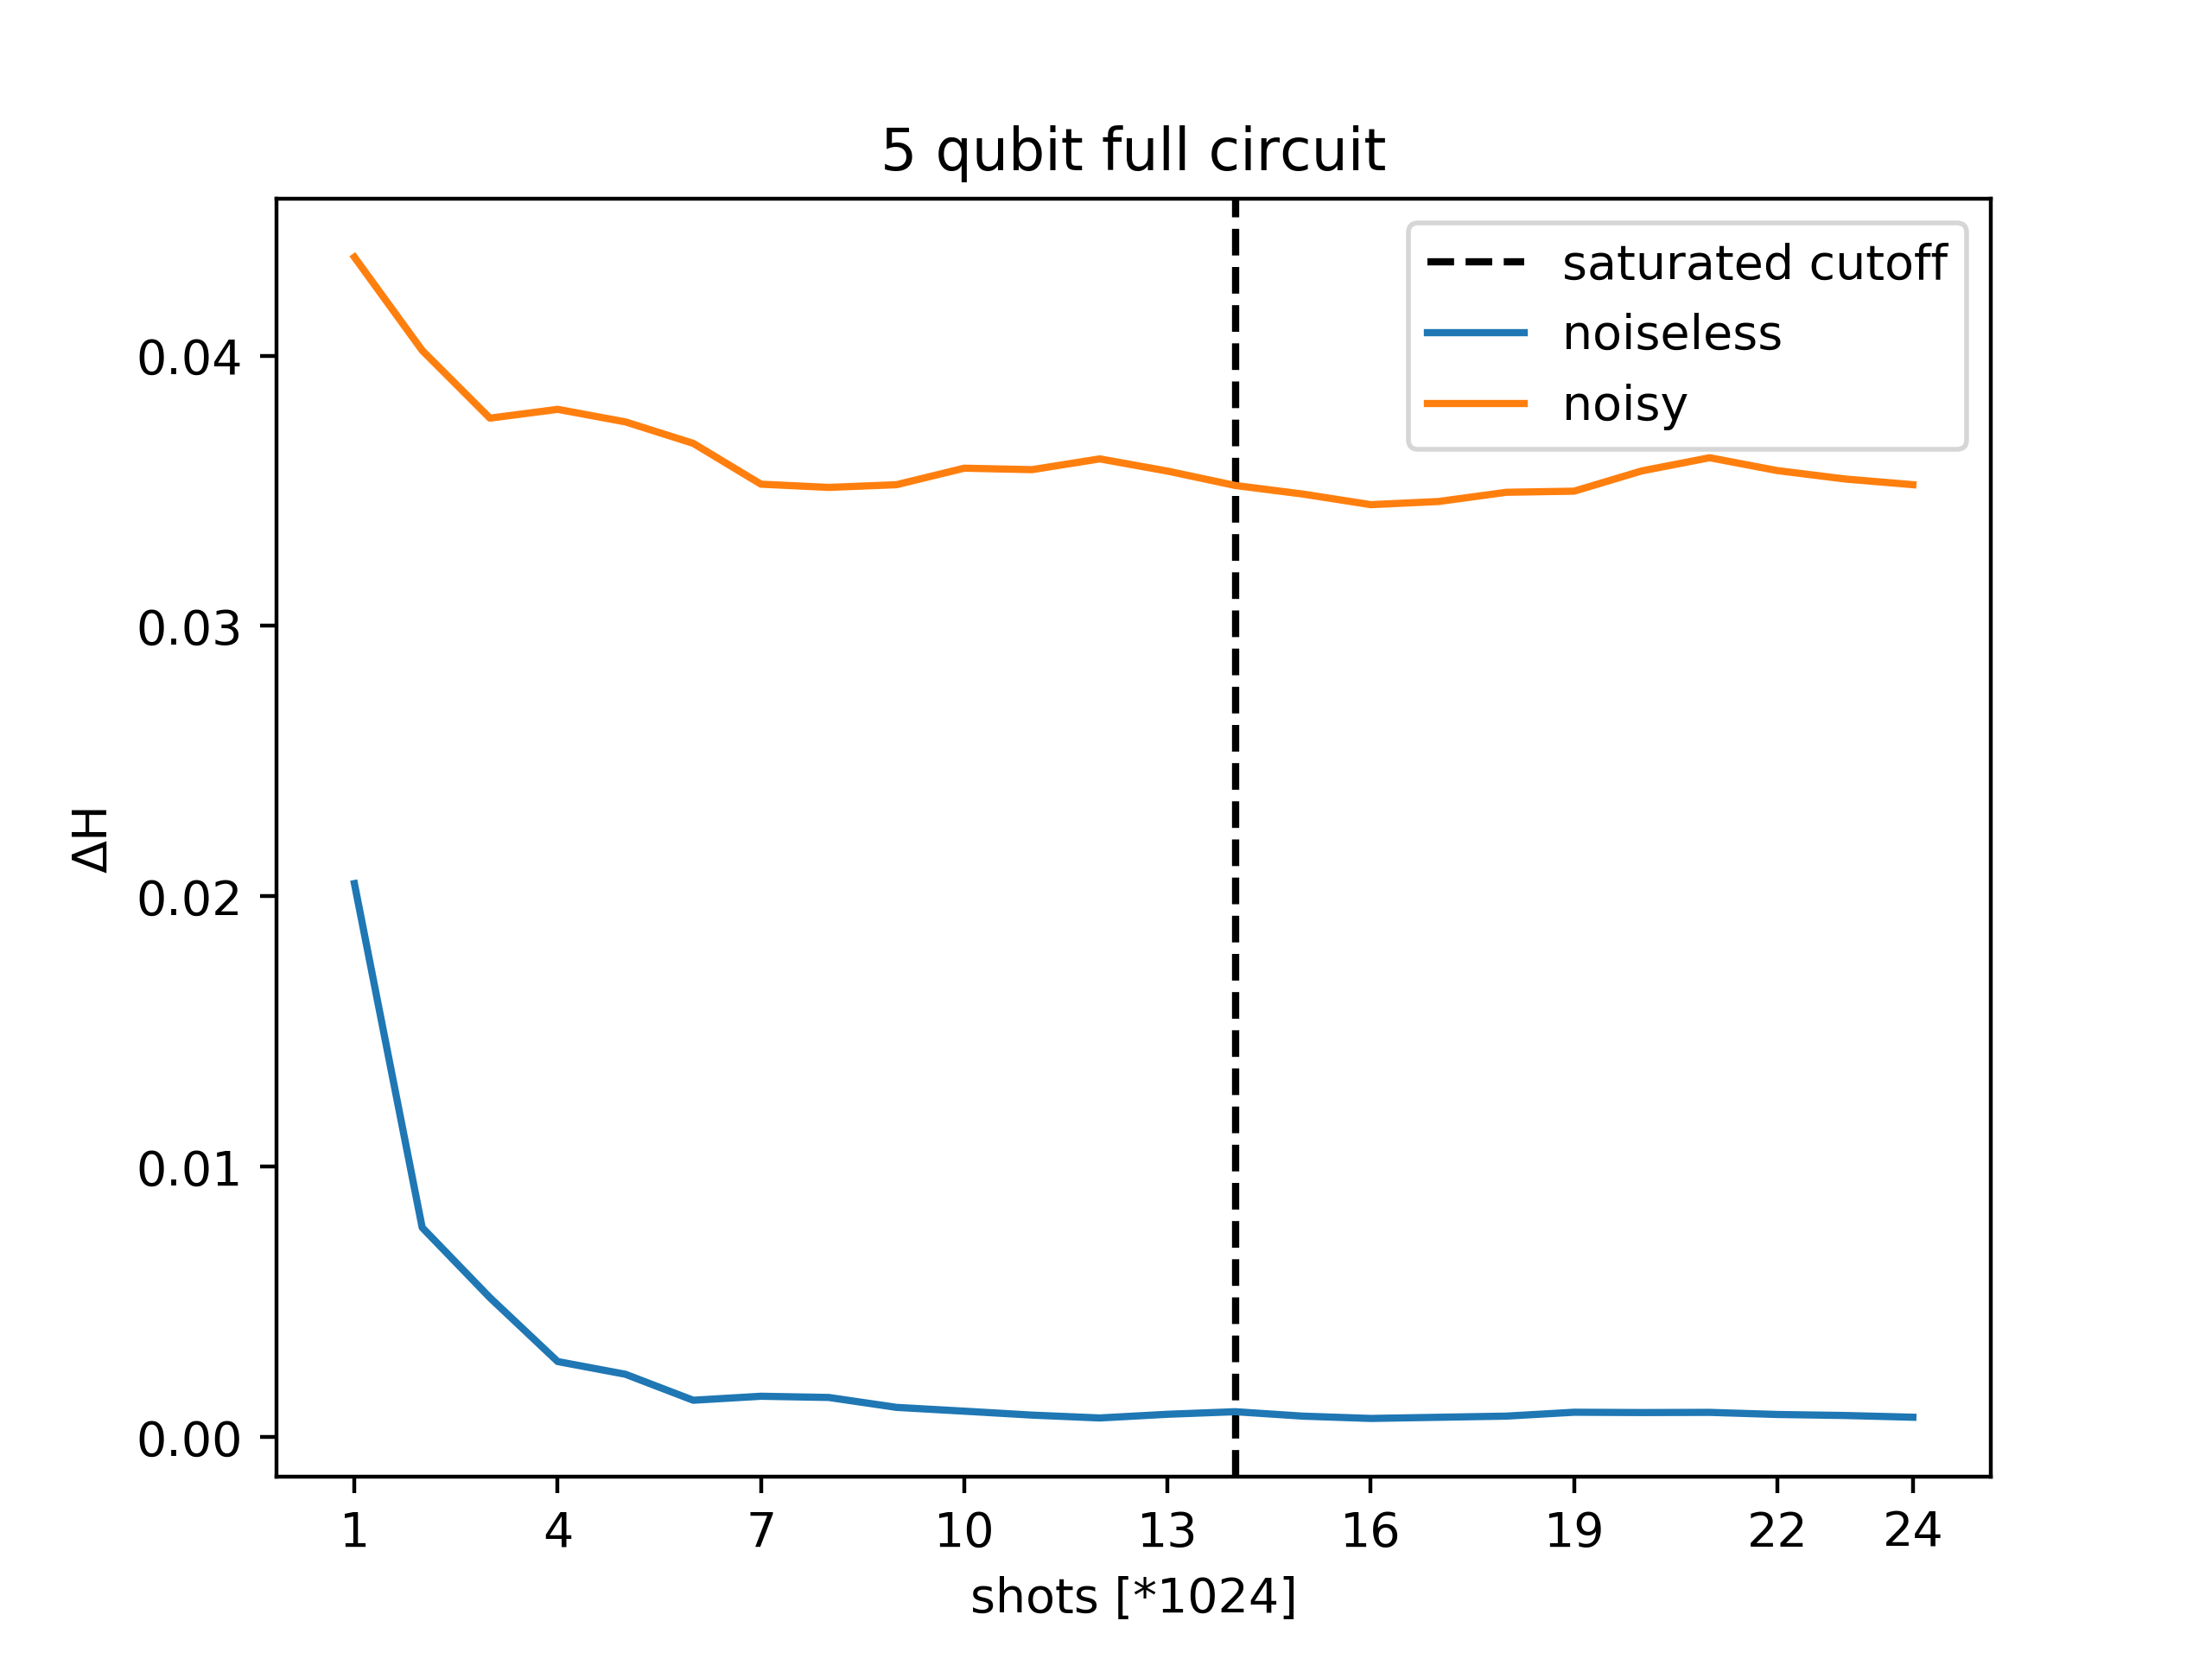 5 qubit full circuit
saturated cutoff
noiseless
noisy
0.04
0.03
0.02
0.01
0.00
ΔH
1 4 7 10 13 16 19 22 24
shots [*1024]